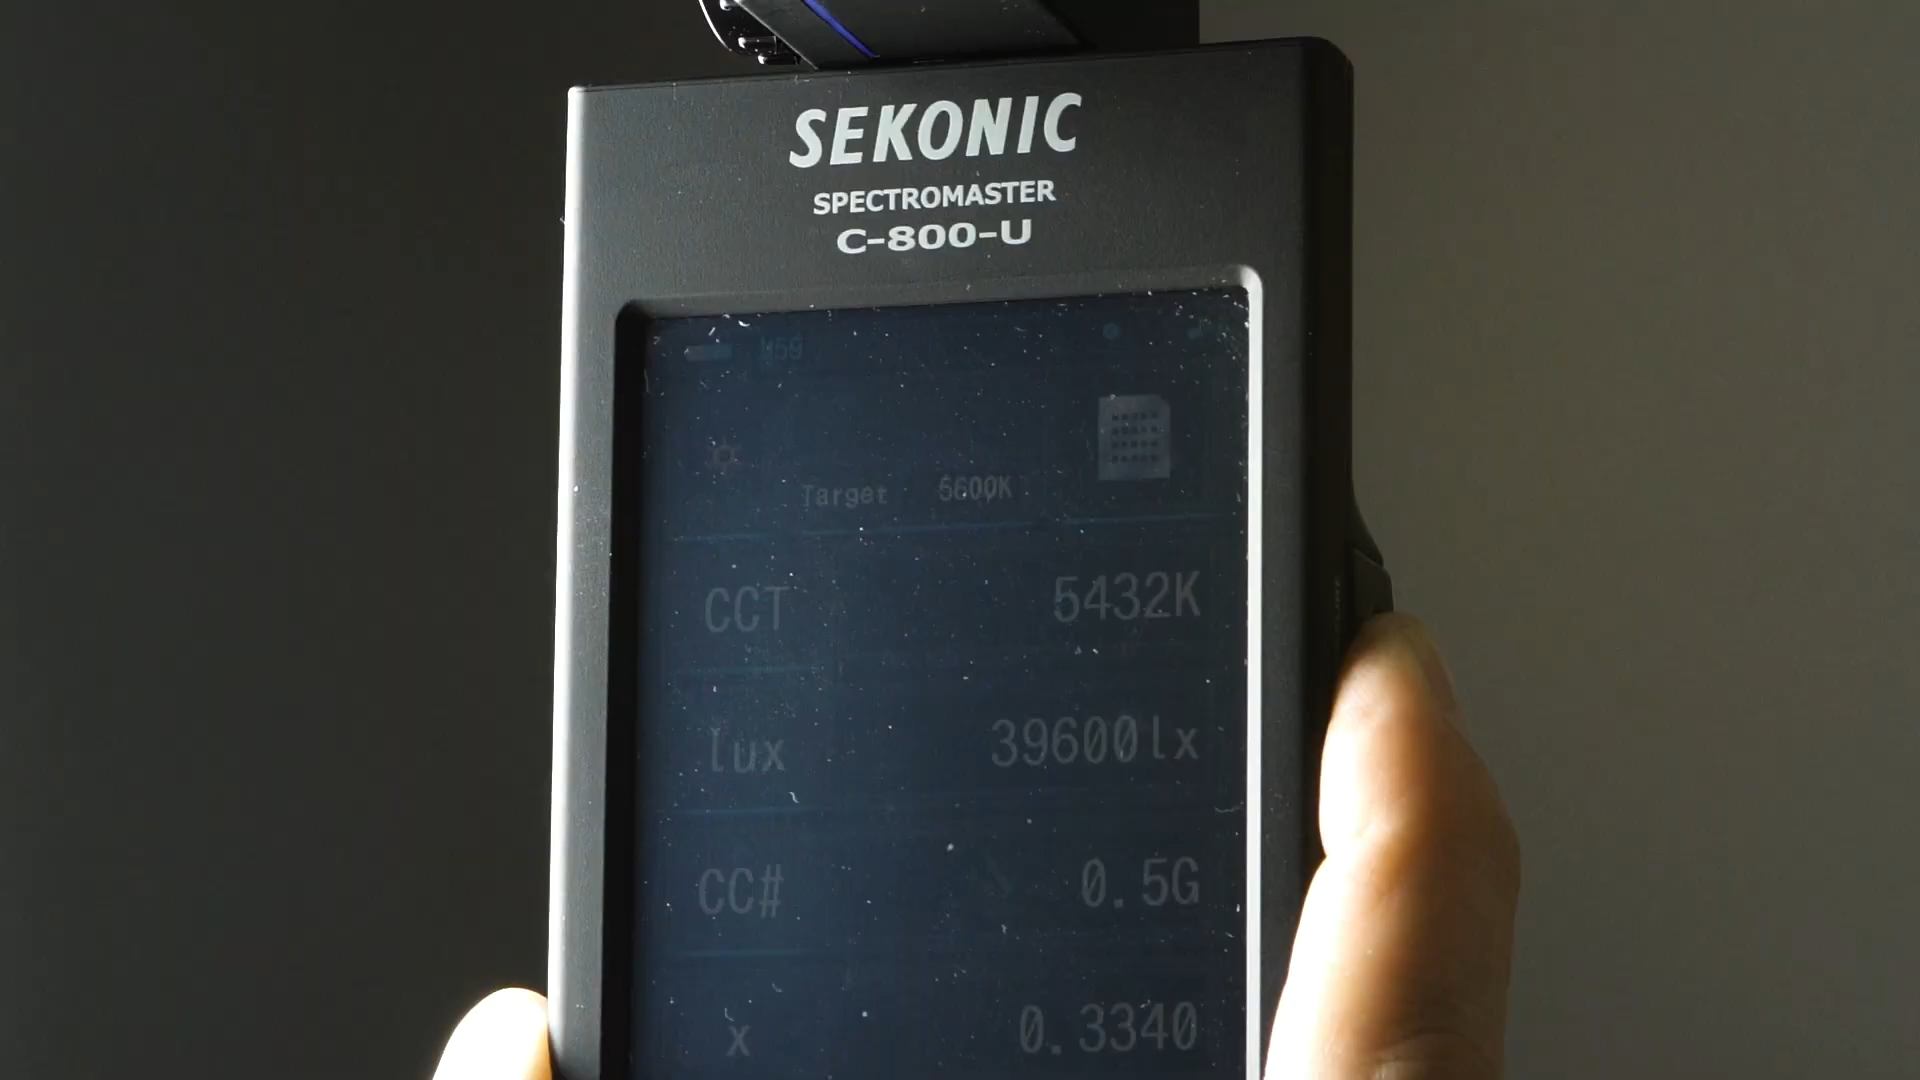 SEKONIC
SPECTROMASTER
C-800-U
Target 5600K
CCT 5432K
lux 39600lx
CC# 0.5G
x 0.3340